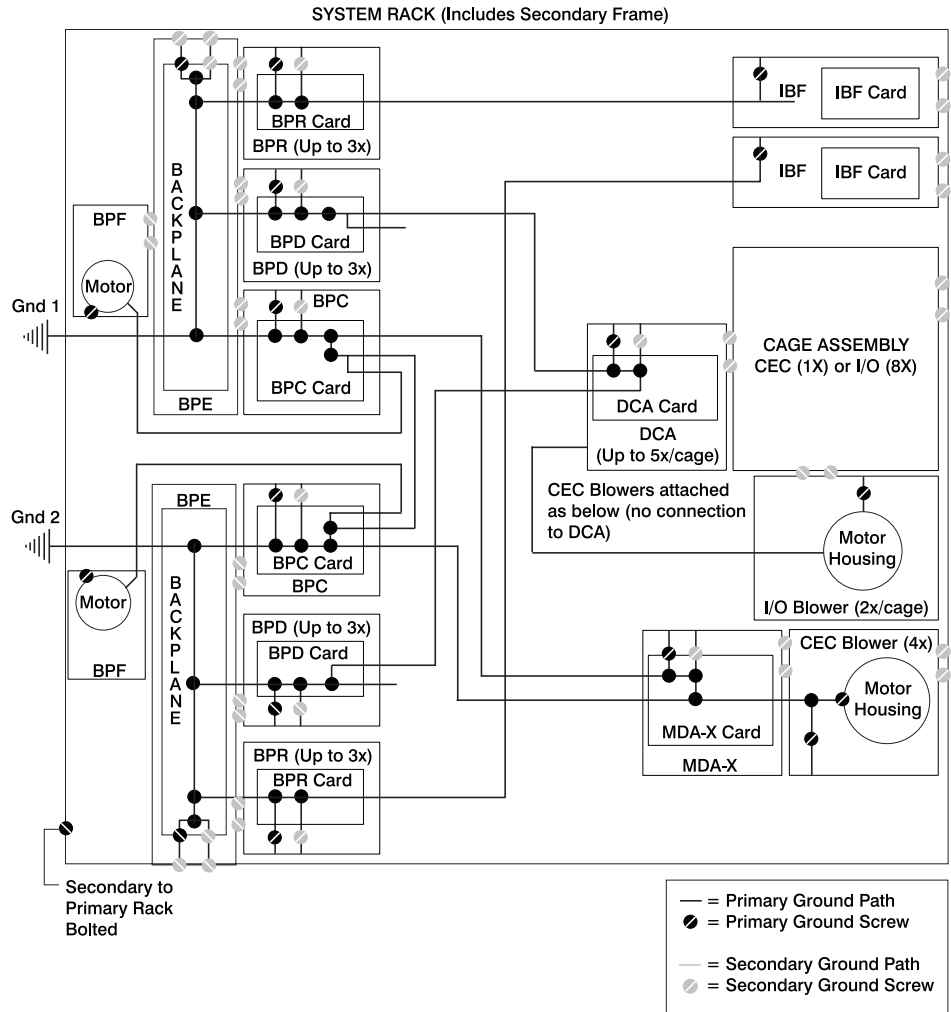 SYSTEM RACK (Includes Secondary Frame)
BPR Card
BPR (Up to 3x)
IBF
IBF Card
IBF
IBF Card
BACKPLANE
BPD Card
BPD (Up to 3x)
BPF
Motor
Gnd 1
BPC
BPC Card
BPE
CAGE ASSEMBLY
CEC (1X) or I/O (8X)
DCA Card
DCA
(Up to 5x/cage)
CEC Blowers attached
as below (no connection
to DCA)
Motor
Housing
I/O Blower (2x/cage)
BPE
Gnd 2
BACKPLANE
BPC Card
BPC
Motor
BPF
BPD (Up to 3x)
BPD Card
BPR (Up to 3x)
BPR Card
CEC Blower (4x)
Motor
Housing
MDA-X Card
MDA-X
Secondary to
Primary Rack
Bolted
= Primary Ground Path
= Primary Ground Screw
= Secondary Ground Path
= Secondary Ground Screw